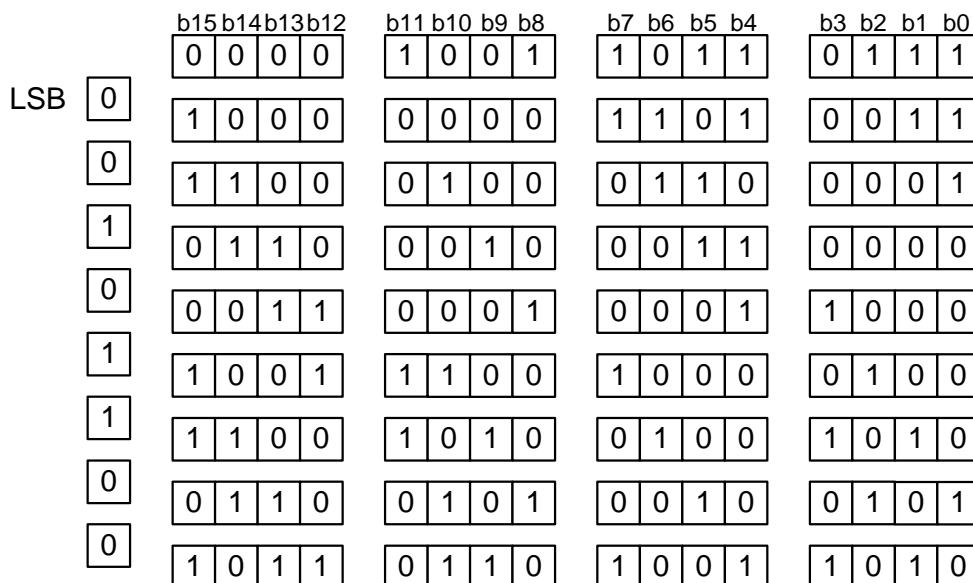 b15 b14 b13 b12 b11 b10 b9 b8 b7 b6 b5 b4 b3 b2 b1 b0
0 0 0 0 1 0 0 1 1 0 1 1 0 1 1 1
LSB 0
1 0 0 0 0 0 0 0 1 1 0 1 0 0 1 1
0
1 1 0 0 0 1 0 0 0 1 1 0 0 0 0 1
1
0 1 1 0 0 0 1 0 0 0 1 1 0 0 0 0
0
0 0 1 1 0 0 0 1 0 0 0 1 1 0 0 0
1
1 0 0 1 1 1 0 0 1 0 0 0 0 1 0 0
1
1 1 0 0 1 0 1 0 0 1 0 0 1 0 1 0
0
0 1 1 0 0 1 0 1 0 0 1 0 0 1 0 1
0
1 0 1 1 0 1 1 0 1 0 0 1 1 0 1 0